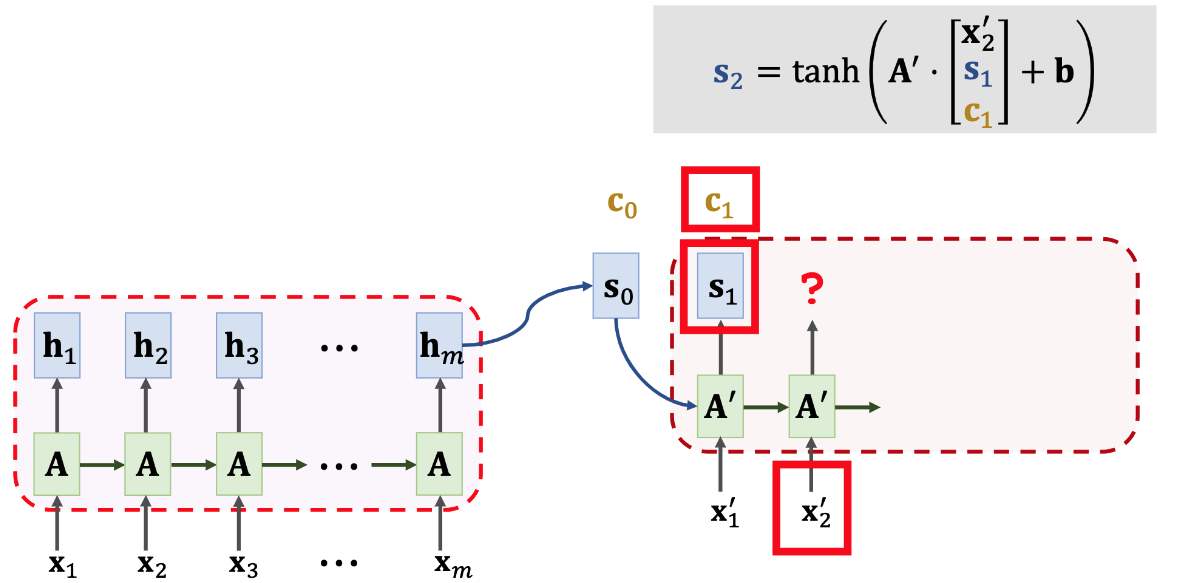 s₂ = tanh(A′ · [x′₂ s₁ c₁] + b)
c₀ c₁
s₀ s₁ ?
h₁ h₂ h₃ ⋯ hₘ
A′ A′
A A A ⋯ A
x′₁ x′₂
x₁ x₂ x₃ ⋯ xₘ